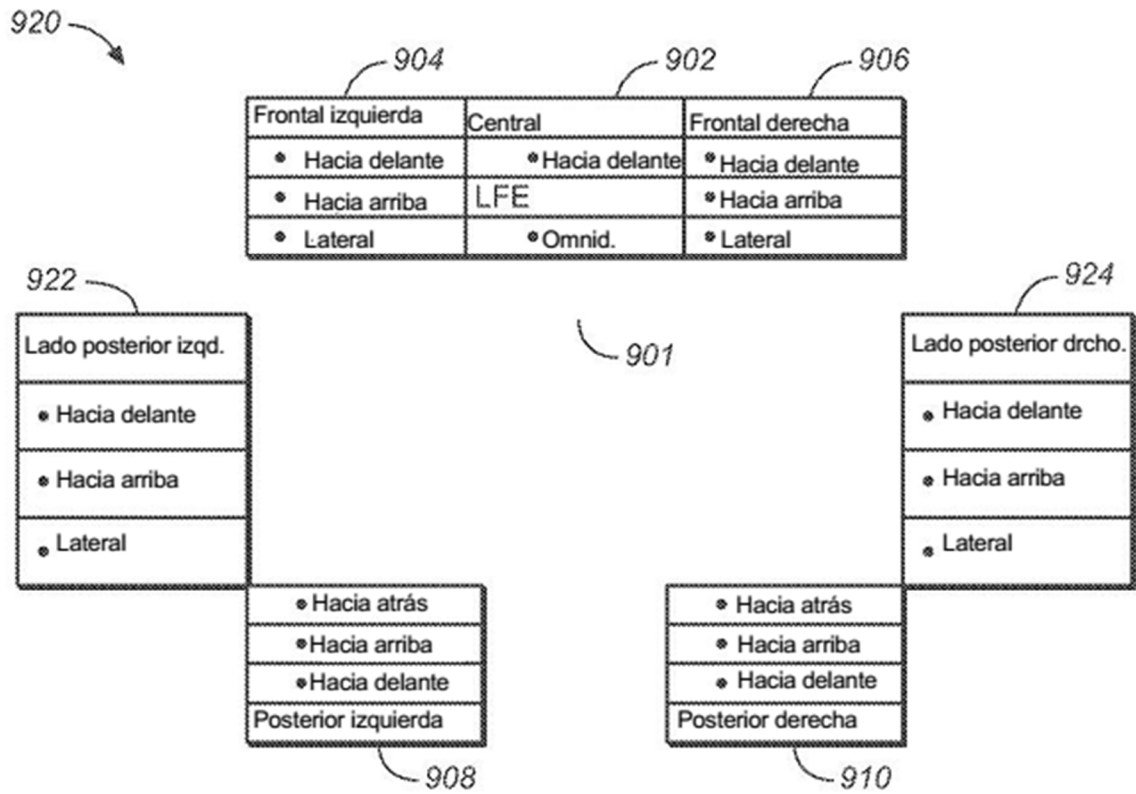 920
904
902
906
Frontal izquierda
Central
Frontal derecha
• Hacia delante
• Hacia delante
• Hacia delante
• Hacia arriba
LFE
• Hacia arriba
• Lateral
• Omnid.
• Lateral
922
924
901
Lado posterior izqd.
• Hacia delante
• Hacia arriba
• Lateral
Lado posterior drcho.
• Hacia delante
• Hacia arriba
• Lateral
• Hacia atrás
• Hacia arriba
• Hacia delante
Posterior izquierda
• Hacia atrás
• Hacia arriba
• Hacia delante
Posterior derecha
908
910